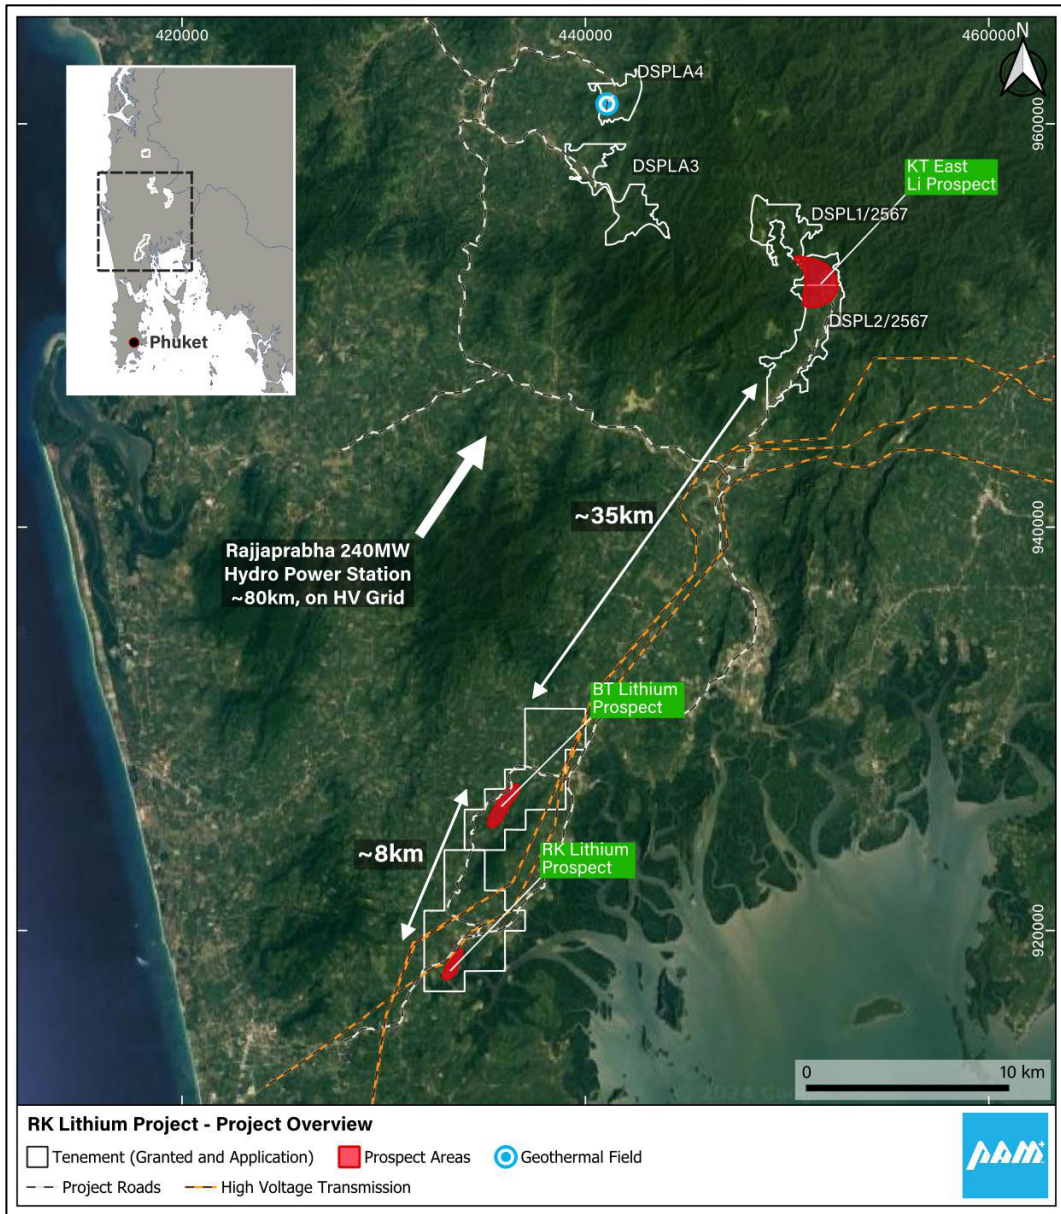 420000
440000
460000
N
DSPLA4
960000
KT East
Li Prospect
DSPLA3
DSPL1/2567
DSPL2/2567
Phuket
~35km
940000
Rajjaprabha 240MW
Hydro Power Station
~80km, on HV Grid
BT Lithium
Prospect
~8km
RK Lithium
Prospect
920000
0 10 km
RK Lithium Project - Project Overview
Tenement (Granted and Application) Prospect Areas Geothermal Field
Project Roads High Voltage Transmission
PAM